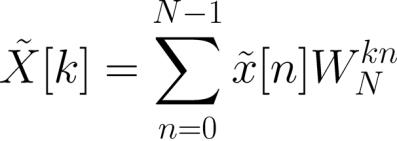 X̃[k] = ∑_{n=0}^{N−1} x̃[n]W_N^{kn}